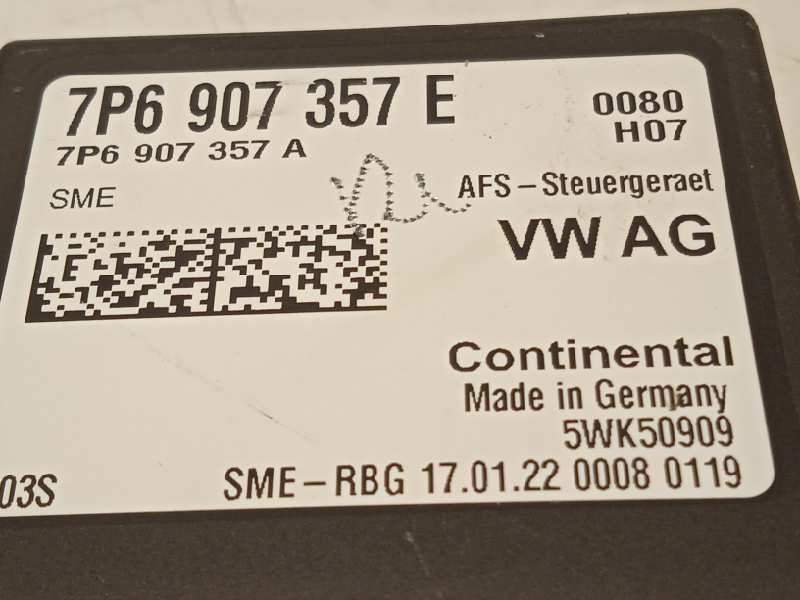 7P6 907 357 E
7P6 907 357 A
SME
0080
H07
AFS – Steuergeraet
VW AG
Continental
Made in Germany
5WK50909
03S
SME – RBG 17.01.22 0008 0119